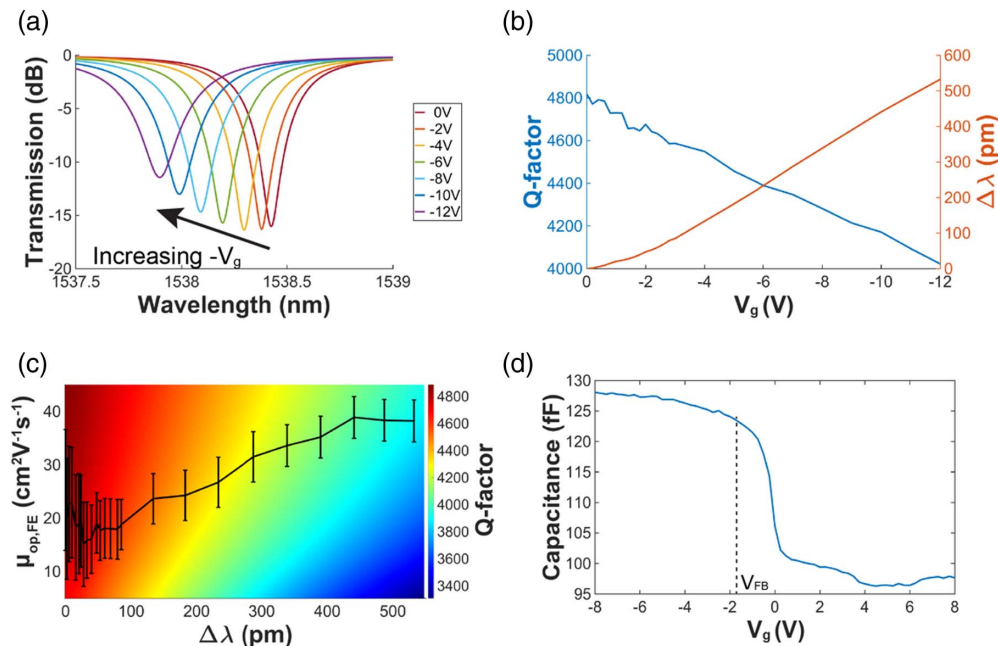 (a)
Transmission (dB)
0
-5
-10
-15
-20
1537.5
1538
1538.5
1539
Wavelength (nm)
Increasing -Vg
0V
-2V
-4V
-6V
-8V
-10V
-12V
(b)
Q-factor
5000
4800
4600
4400
4200
4000
0
-2
-4
-6
-8
-10
-12
Vg (V)
600
500
400
300
200
100
0
Δλ (pm)
(c)
μop,FE (cm2V-1s-1)
40
30
20
10
0
100
200
300
400
500
Δλ (pm)
4800
4600
4400
4200
4000
3800
3600
3400
Q-factor
(d)
Capacitance (fF)
130
125
120
115
110
105
100
95
-8
-6
-4
-2
0
2
4
6
8
Vg (V)
VFB